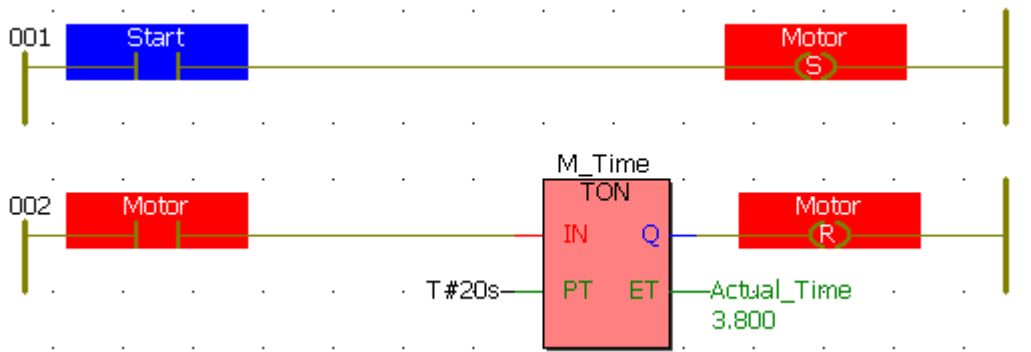 001 Start Motor
S
M_Time
TON
002 Motor Motor
IN Q R
T#20s PT ET Actual_Time
3.800